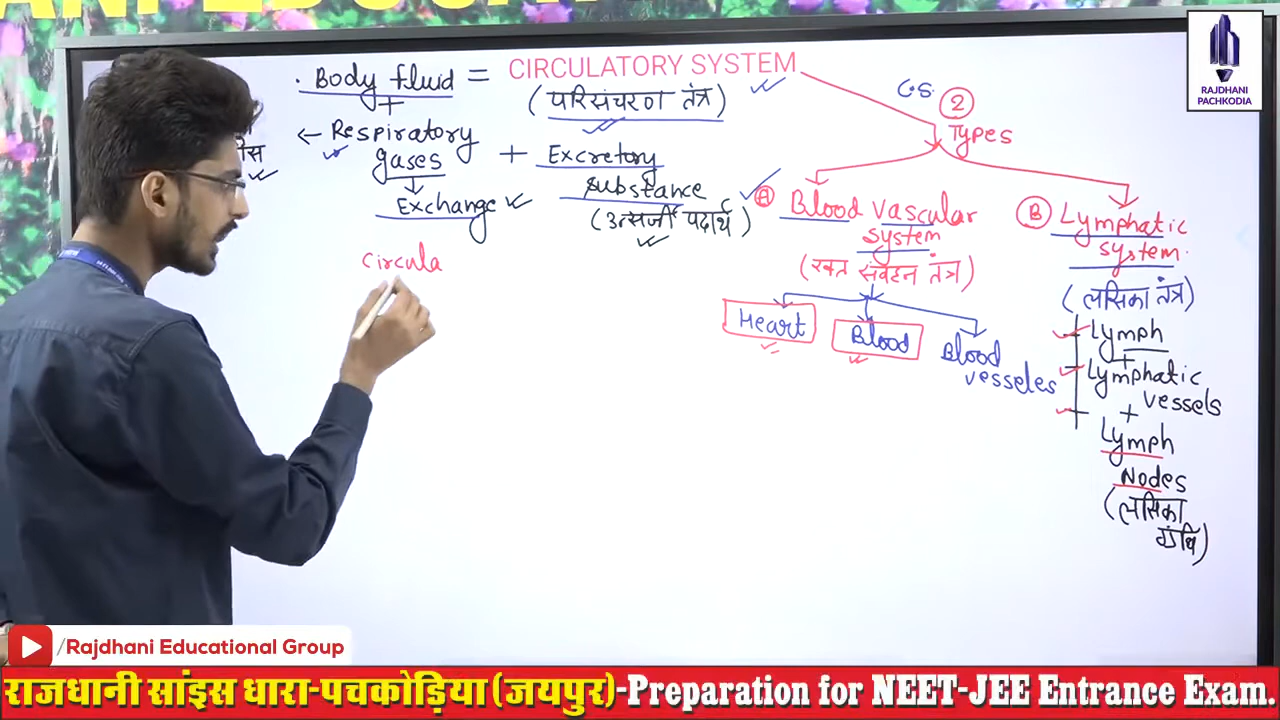 ANI EDUCA
. Body fluid = CIRCULATORY SYSTEM
(परिसंचरण तंत्र)
+
← Respiratory gases + Excretory substance
(उत्सर्जी पदार्थ)
Exchange
circula
C.S. 2
Types
A Blood vascular
system
(रक्त संवहन तंत्र)
Heart
Blood
Blood
vesseles
B Lymphatic
system.
(लसिका तंत्र)
Lymph
+
Lymphatic
vessels
+
Lymph
Nodes
(लसिका
ग्रंथि)
RAJDHANI
PACHKODIA
/Rajdhani Educational Group
राजधानी सांइस धारा-पचकोड़िया (जयपुर)-Preparation for NEET-JEE Entrance Exam.